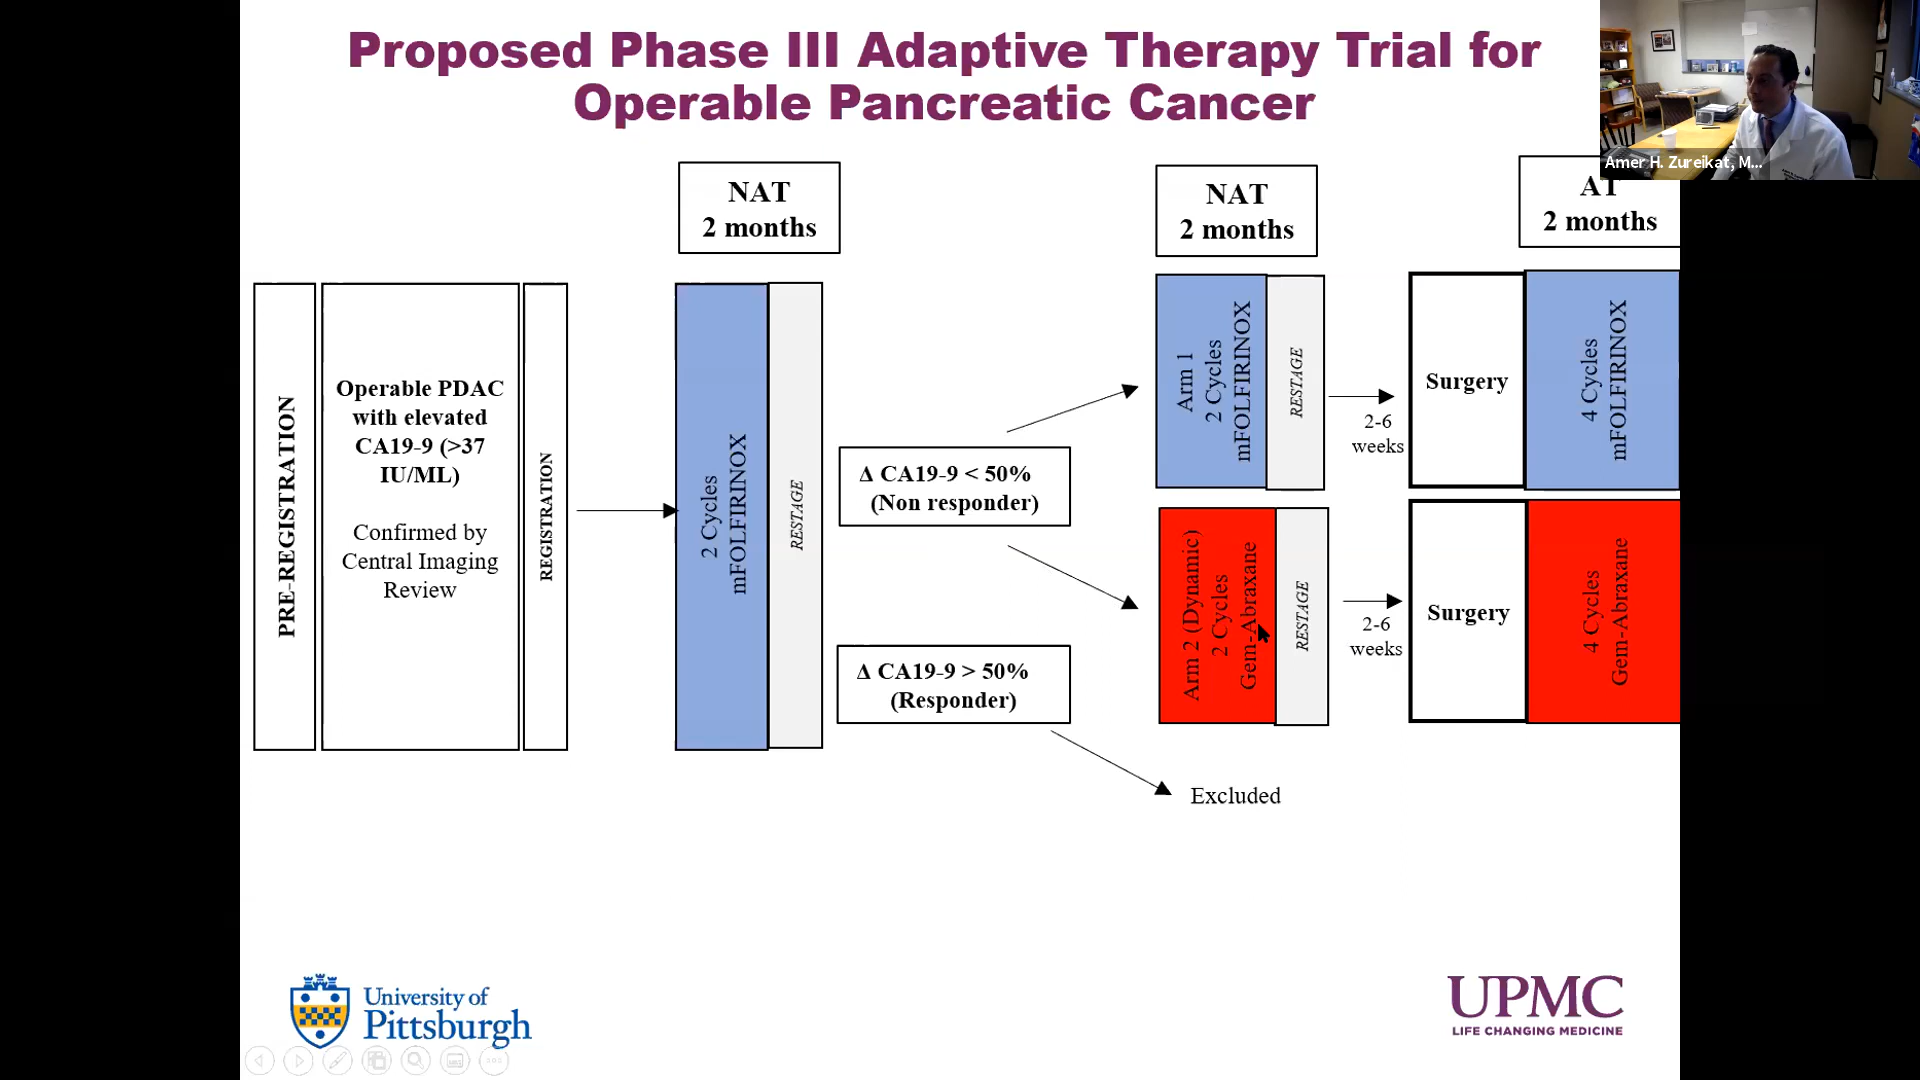 Proposed Phase III Adaptive Therapy Trial for
Operable Pancreatic Cancer
Amer H. Zureikat, M...
NAT
2 months
NAT
2 months
AT
2 months
PRE-REGISTRATION
Operable PDAC
with elevated
CA19-9 (>37
IU/ML)
Confirmed by
Central Imaging
Review
REGISTRATION
2 Cycles
mFOLFIRINOX
RESTAGE
Δ CA19-9 < 50%
(Non responder)
Δ CA19-9 > 50%
(Responder)
Arm 1
2 Cycles
mFOLFIRINOX
RESTAGE
2-6
weeks
Surgery
4 Cycles
mFOLFIRINOX
Arm 2 (Dynamic)
2 Cycles
Gem-Abraxane
RESTAGE
2-6
weeks
Surgery
4 Cycles
Gem-Abraxane
Excluded
University of
Pittsburgh
UPMC
LIFE CHANGING MEDICINE